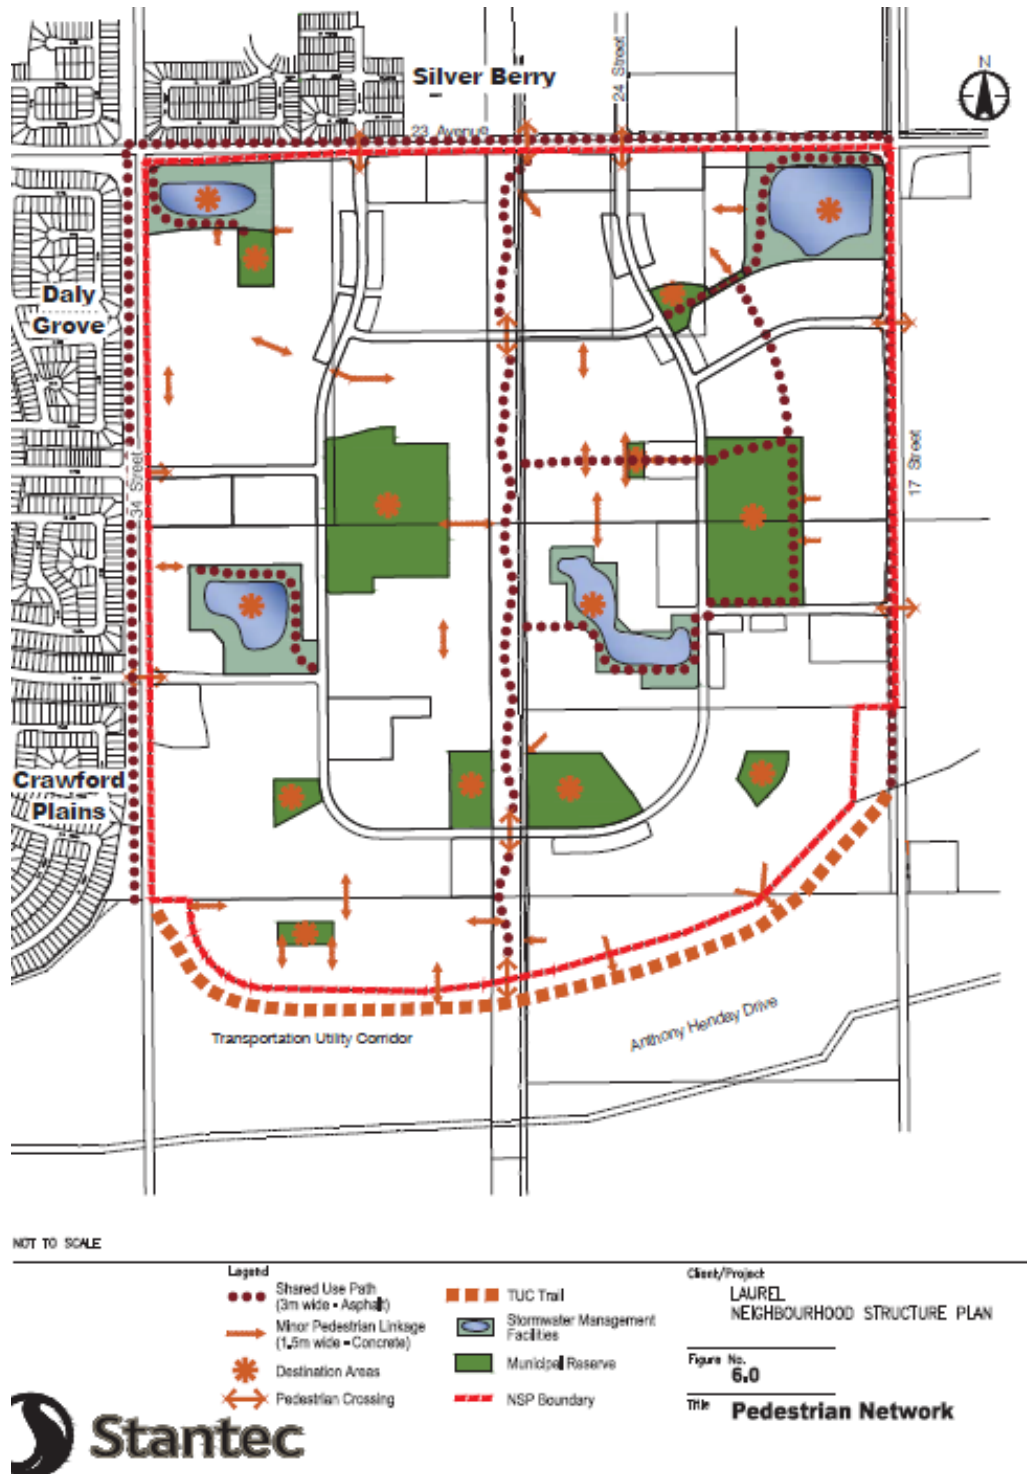 Silver Berry
24 Street
N
23 Avenue
Daly
Grove
34 Street
17 Street
Crawford
Plains
Transportation Utility Corridor
Anthony Henday Drive
NOT TO SCALE
Legend
Shared Use Path
(3m wide - Asphalt)
Minor Pedestrian Linkage
(1.5m wide - Concrete)
Destination Areas
Pedestrian Crossing
TUC Trail
Stormwater Management
Facilities
Municipal Reserve
NSP Boundary
Client/Project
LAUREL
NEIGHBOURHOOD STRUCTURE PLAN
Figure No.
6.0
Title
Pedestrian Network
Stantec